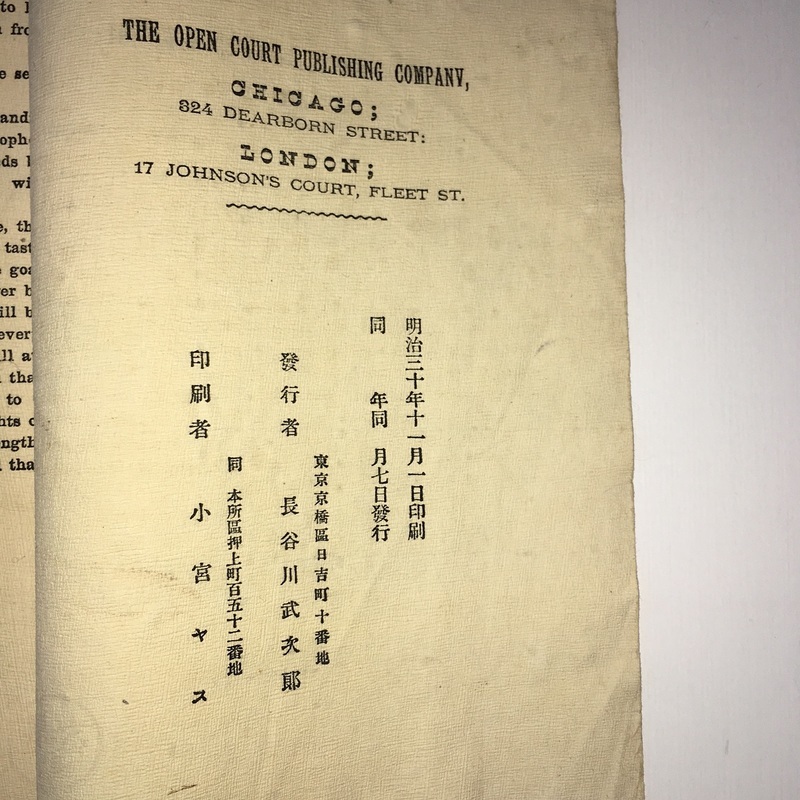 THE OPEN COURT PUBLISHING COMPANY,
CHICAGO;
324 DEARBORN STREET:
LONDON;
17 JOHNSON'S COURT, FLEET ST.
明治三十年十一月一日印刷
同 年同 月七日發行
東京京橋區日吉町十番地
發行者 長谷川武次郞
同 本所區押上町百五十二番地
印刷者 小宮ヤス